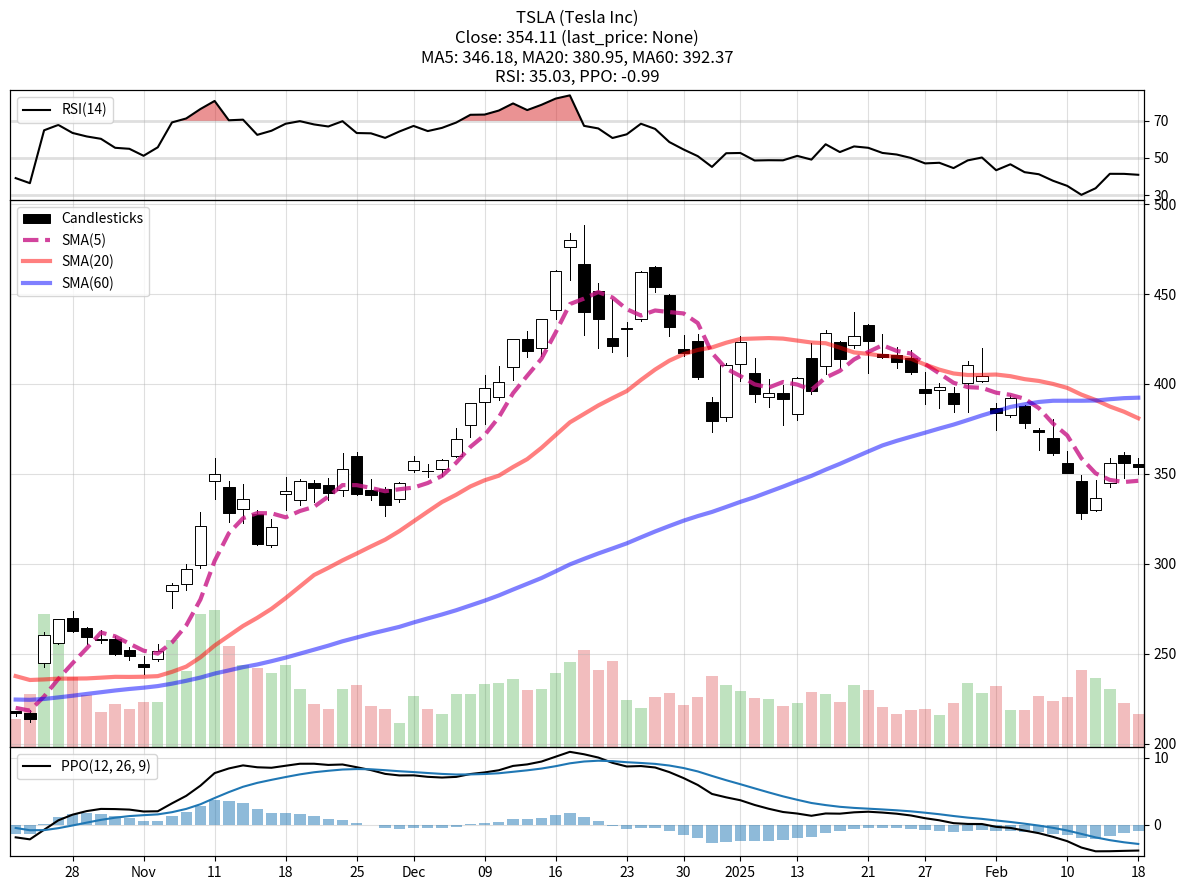 TSLA (Tesla Inc)
Close: 354.11 (last_price: None)
MA5: 346.18, MA20: 380.95, MA60: 392.37
RSI: 35.03, PPO: -0.99
RSI(14)
70
50
30
Candlesticks
SMA(5)
SMA(20)
SMA(60)
500
450
400
350
300
250
200
PPO(12, 26, 9)
10
0
28 Nov 11 18 25 Dec 09 16 23 30 2025 13 21 27 Feb 10 18